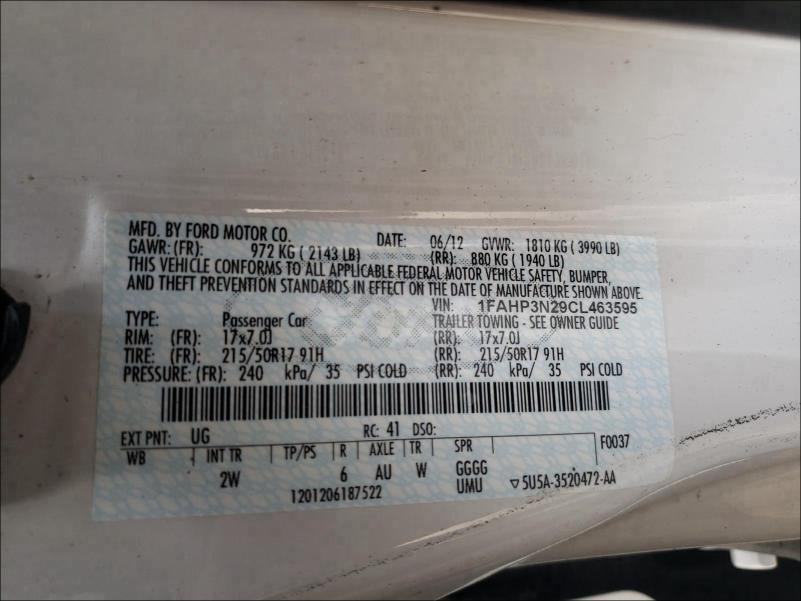 MFD. BY FORD MOTOR CO. DATE: 06/12 GVWR: 1810 KG ( 3990 LB)
GAWR: (FR): 972 KG ( 2143 LB) (RR): 880 KG ( 1940 LB)
THIS VEHICLE CONFORMS TO ALL APPLICABLE FEDERAL MOTOR VEHICLE SAFETY, BUMPER,
AND THEFT PREVENTION STANDARDS IN EFFECT ON THE DATE OF MANUFACTURE SHOWN ABOVE.
VIN: 1FAHP3N29CL463595
TYPE: Passenger Car TRAILER TOWING - SEE OWNER GUIDE
RIM: (FR): 17x7.0J (RR): 17x7.0J
TIRE: (FR): 215/50R17 91H (RR): 215/50R17 91H
PRESSURE: (FR): 240 kPa/ 35 PSI COLD (RR): 240 kPa/ 35 PSI COLD
EXT PNT: UG RC: 41 DSO: F0037
WB INT TR TP/PS R AXLE TR SPR
2W 6 AU W GGGG
1201206187522 UMU ▽5U5A-3520472-AA